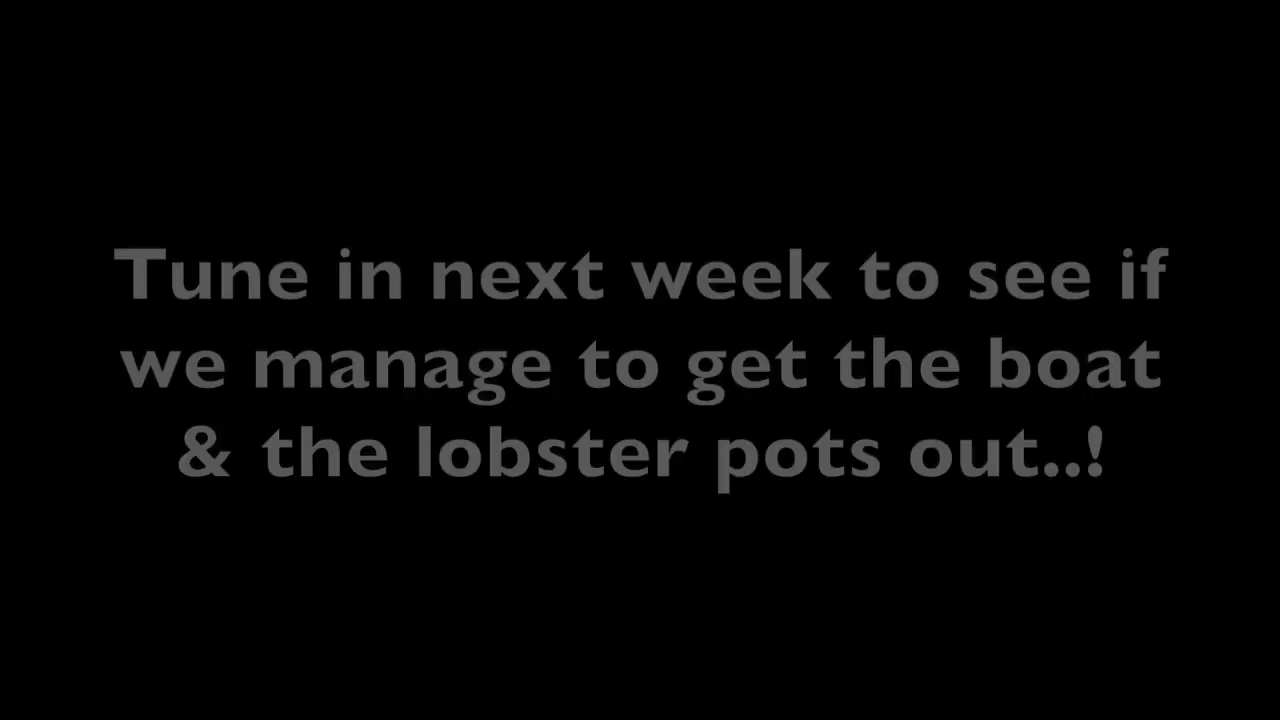 Tune in next week to see if
we manage to get the boat
& the lobster pots out..!